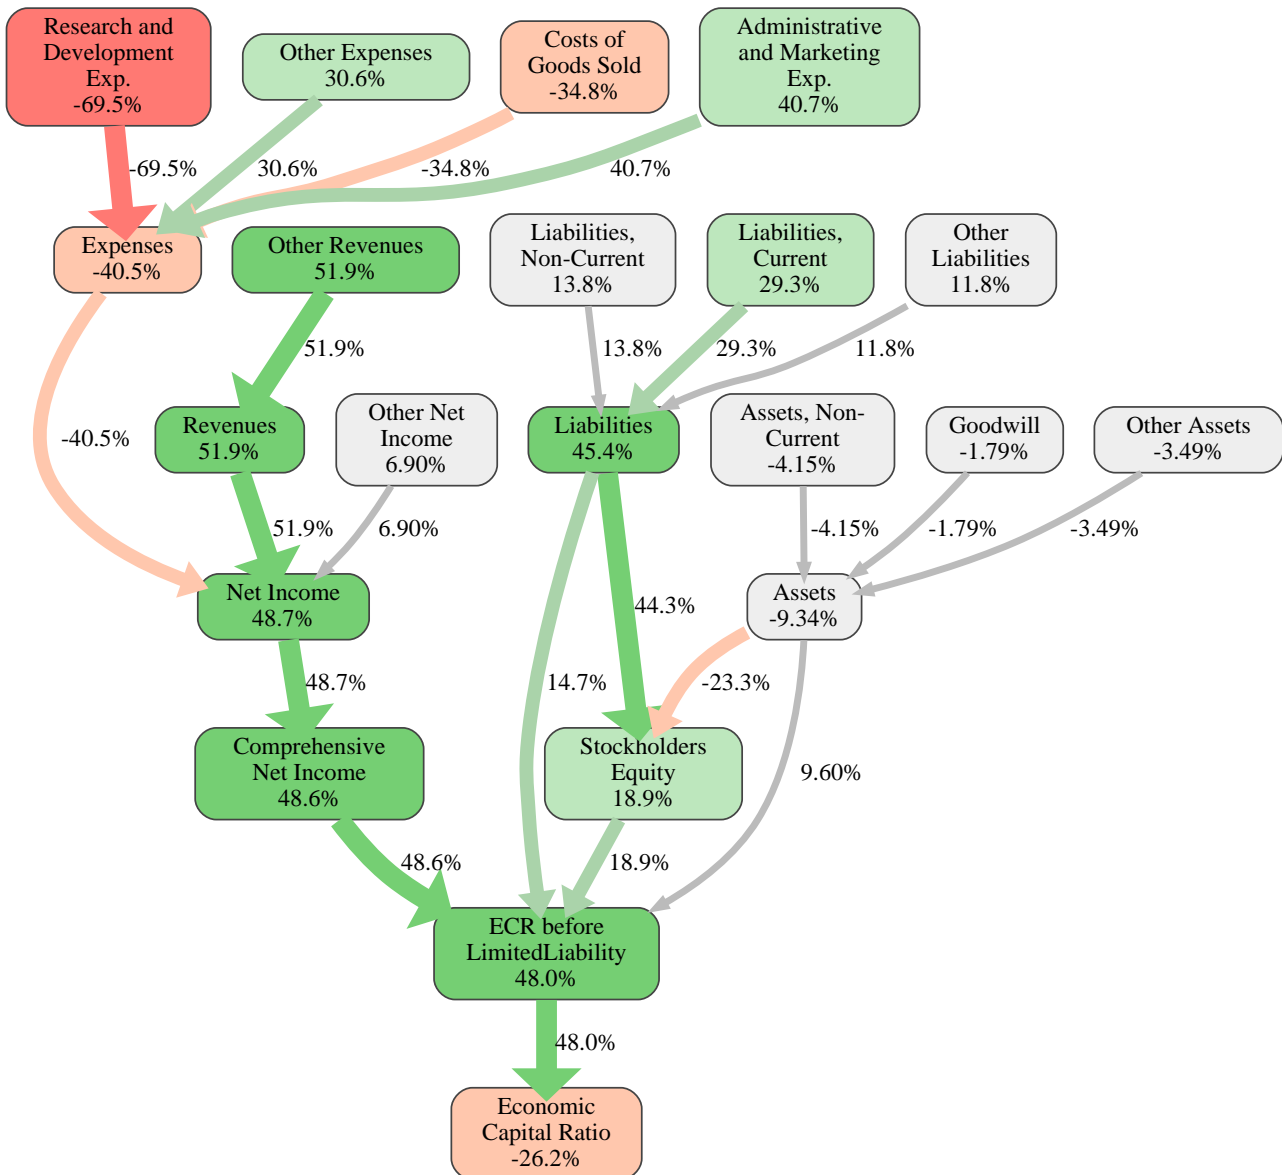 Research and
Development
Exp.
-69.5%
Other Expenses
30.6%
Costs of
Goods Sold
-34.8%
Administrative
and Marketing
Exp.
40.7%
-69.5%
30.6%
-34.8%
40.7%
Expenses
-40.5%
Other Revenues
51.9%
Liabilities,
Non-Current
13.8%
Liabilities,
Current
29.3%
Other
Liabilities
11.8%
51.9%
13.8%
29.3%
11.8%
-40.5%
Revenues
51.9%
Other Net
Income
6.90%
Liabilities
45.4%
Assets, Non-
Current
-4.15%
Goodwill
-1.79%
Other Assets
-3.49%
51.9%
6.90%
-4.15%
-1.79%
-3.49%
Net Income
48.7%
44.3%
Assets
-9.34%
48.7%
14.7%
-23.3%
Comprehensive
Net Income
48.6%
Stockholders
Equity
18.9%
9.60%
48.6%
18.9%
ECR before
LimitedLiability
48.0%
48.0%
Economic
Capital Ratio
-26.2%